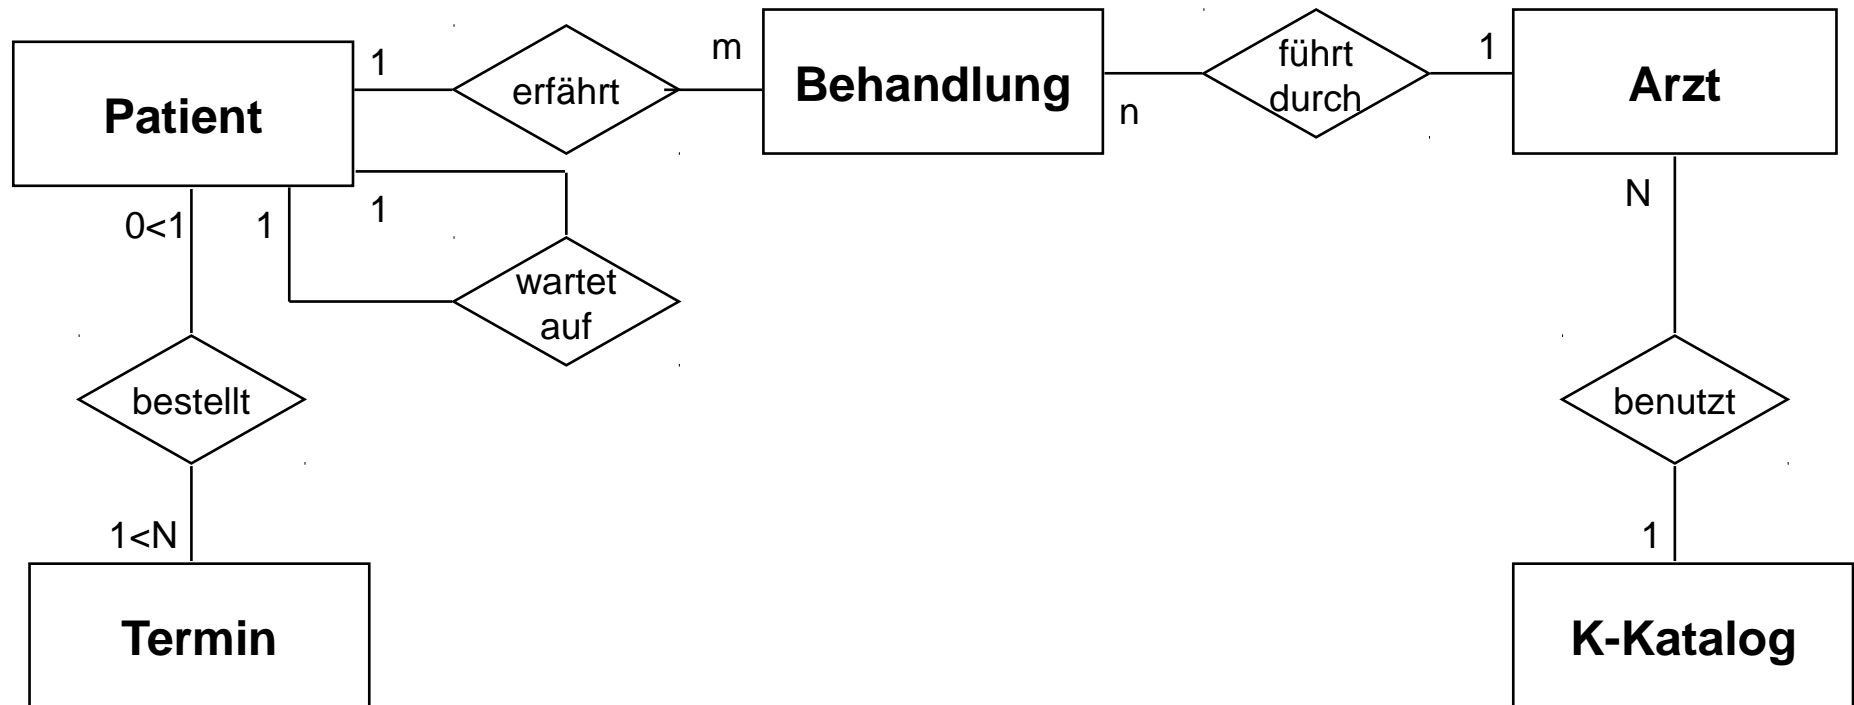 Patient
1
erfährt
m
Behandlung
n
führt
durch
1
Arzt
0<1
1
1
N
wartet
auf
bestellt
benutzt
1<N
1
Termin
K-Katalog